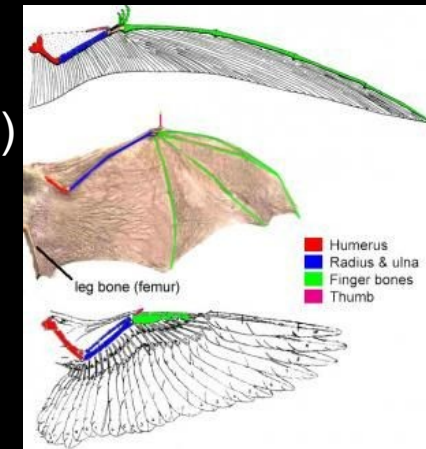 )
Humerus
Radius & ulna
Finger bones
Thumb
leg bone (femur)